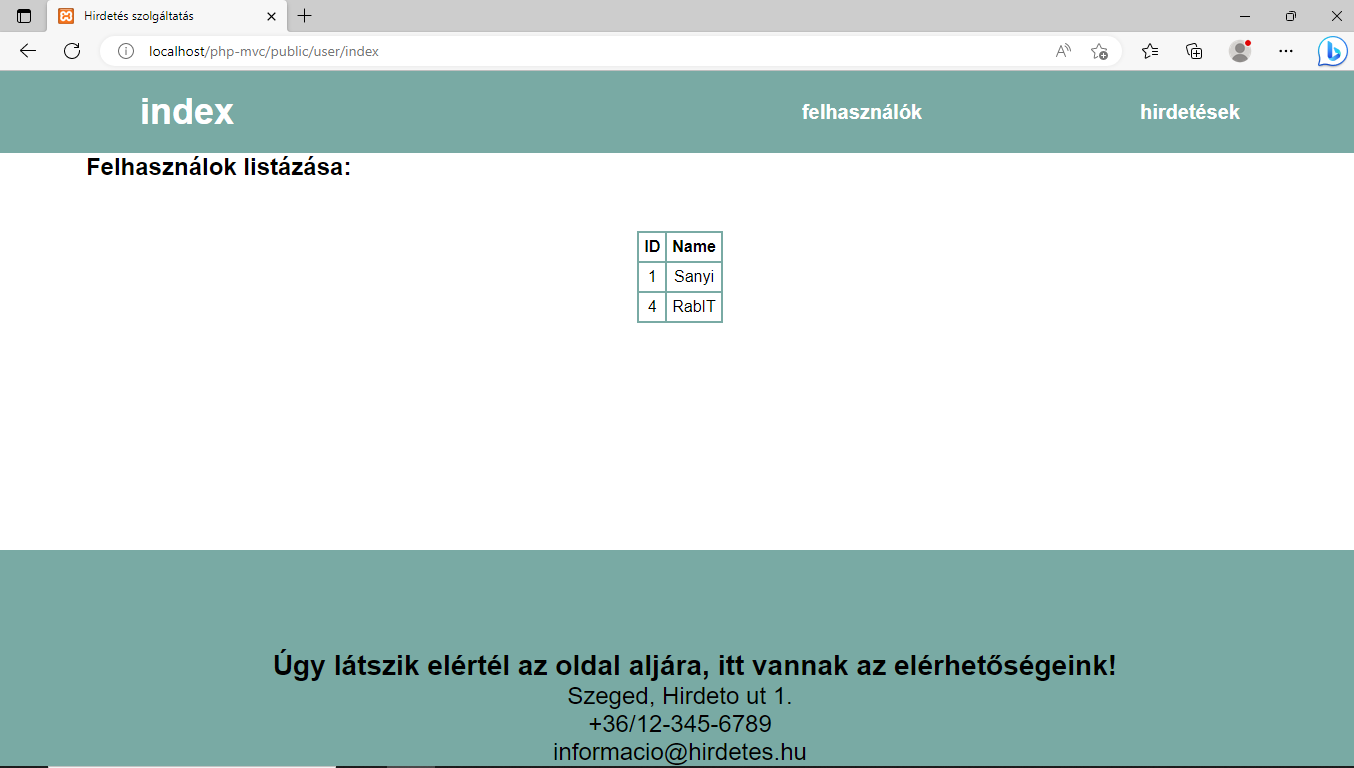 Hirdetés szolgáltatás
localhost/php-mvc/public/user/index
index felhasználók hirdetések
Felhasználok listázása:
ID Name
1 Sanyi
4 RabIT
Úgy látszik elértél az oldal aljára, itt vannak az elérhetőségeink!
Szeged, Hirdeto ut 1.
+36/12-345-6789
informacio@hirdetes.hu